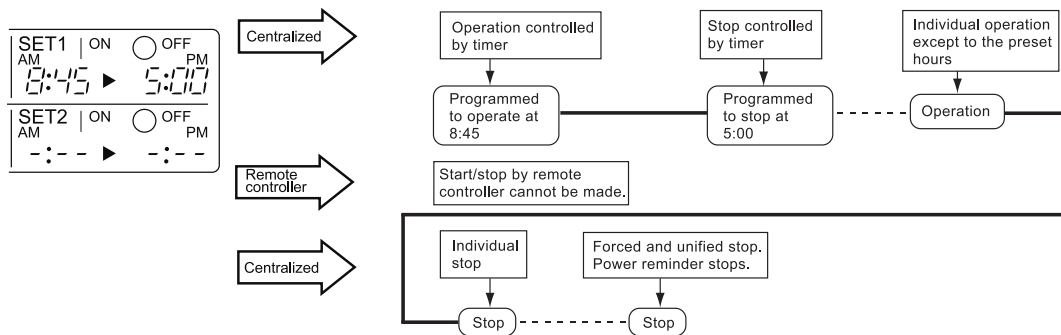 SET1 ON OFF
AM PM
8:45 ▶ 5:00
SET2 ON OFF
AM PM
-:-- ▶ -:--
Centralized
Operation controlled
by timer
Stop controlled
by timer
Individual operation
except to the preset
hours
Programmed
to operate at
8:45
Programmed
to stop at
5:00
Operation
Remote
controller
Start/stop by remote
controller cannot be made.
Centralized
Individual
stop
Forced and unified stop.
Power reminder stops.
Stop
Stop